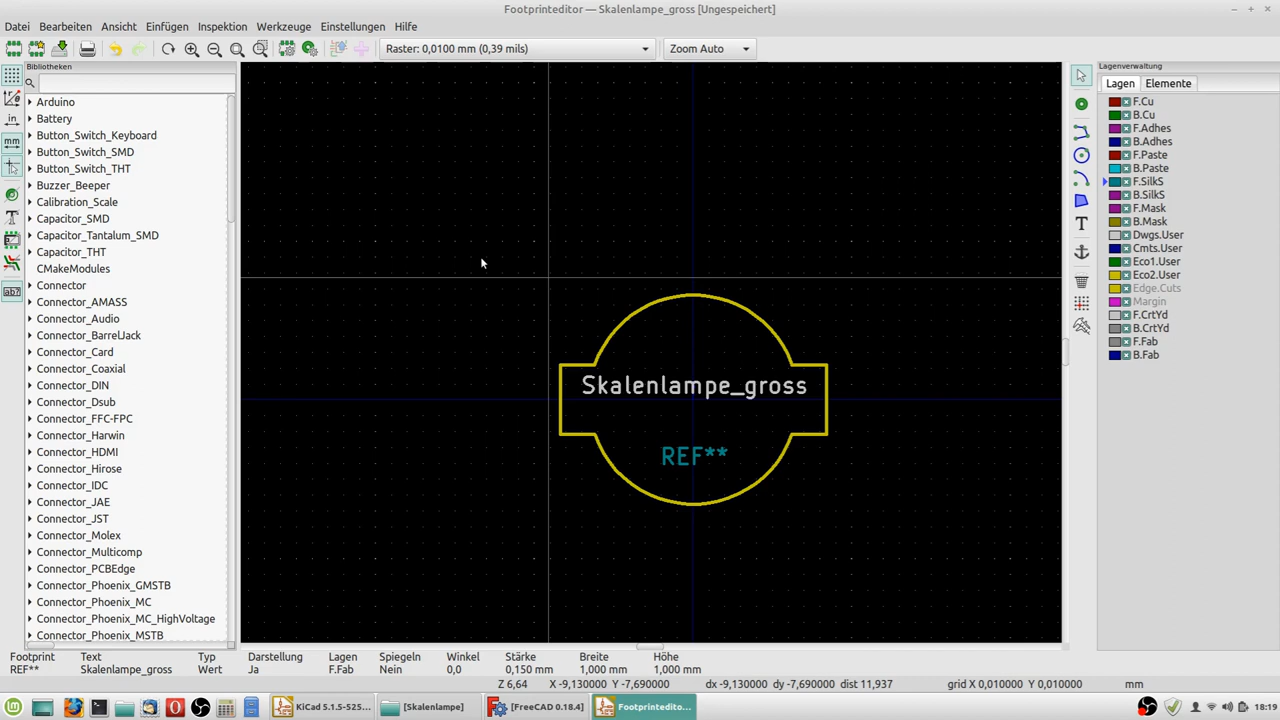 Footprinteditor — Skalenlampe_gross [Ungespeichert]
Datei Bearbeiten Ansicht Einfügen Inspektion Werkzeuge Einstellungen Hilfe
Raster: 0,0100 mm (0,39 mils) Zoom Auto
Bibliotheken
Arduino
Battery
Button_Switch_Keyboard
Button_Switch_SMD
Button_Switch_THT
Buzzer_Beeper
Calibration_Scale
Capacitor_SMD
Capacitor_Tantalum_SMD
Capacitor_THT
CMakeModules
Connector
Connector_AMASS
Connector_Audio
Connector_BarrelJack
Connector_Card
Connector_Coaxial
Connector_DIN
Connector_Dsub
Connector_FFC-FPC
Connector_Harwin
Connector_HDMI
Connector_Hirose
Connector_IDC
Connector_JAE
Connector_JST
Connector_Molex
Connector_Multicomp
Connector_PCBEdge
Connector_Phoenix_GMSTB
Connector_Phoenix_MC
Connector_Phoenix_MC_HighVoltage
Connector_Phoenix_MSTB
in
mm
Skalenlampe_gross
REF**
Lagenverwaltung
Lagen Elemente
F.Cu
B.Cu
F.Adhes
B.Adhes
F.Paste
B.Paste
F.SilkS
B.SilkS
F.Mask
B.Mask
Dwgs.User
Cmts.User
Eco1.User
Eco2.User
Edge.Cuts
Margin
F.CrtYd
B.CrtYd
F.Fab
B.Fab
Footprint Text Typ Darstellung Lagen Spiegeln Winkel Stärke Breite Höhe
REF** Skalenlampe_gross Wert Ja F.Fab Nein 0,0 0,150 mm 1,000 mm 1,000 mm
Z 6,64 X -9,130000 Y -7,690000 dx -9,130000 dy -7,690000 dist 11,937 grid X 0,010000 Y 0,010000 mm
KiCad 5.1.5-525... [Skalenlampe] [FreeCAD 0.18.4] Footprintedito... 18:19